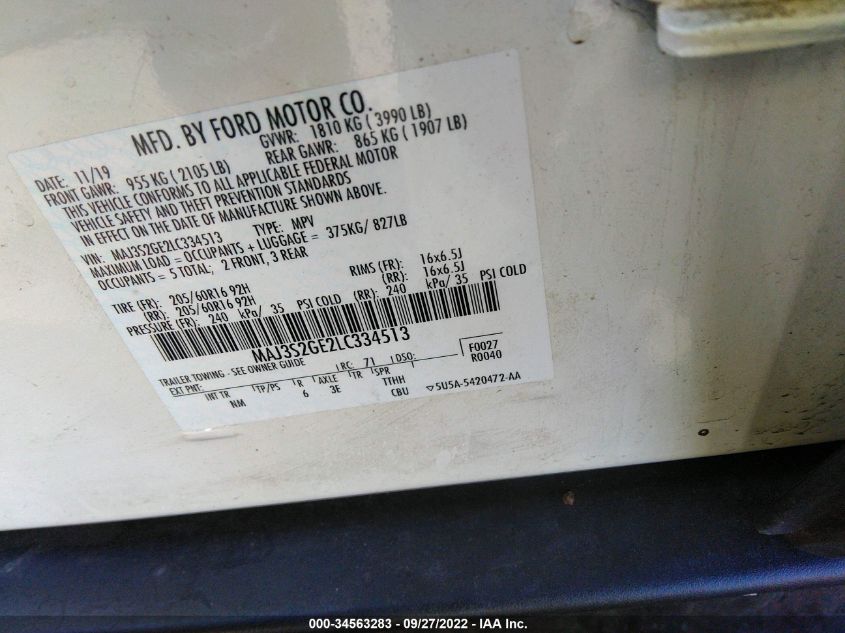 MFD. BY FORD MOTOR CO.
DATE: 11/19 GVWR: 1810 KG ( 3990 LB)
FRONT GAWR: 955 KG ( 2105 LB) REAR GAWR: 865 KG ( 1907 LB)
THIS VEHICLE CONFORMS TO ALL APPLICABLE FEDERAL MOTOR
VEHICLE SAFETY AND THEFT PREVENTION STANDARDS
IN EFFECT ON THE DATE OF MANUFACTURE SHOWN ABOVE.
VIN: MAJ3S2GE2LC334513 TYPE: MPV
MAXIMUM LOAD = OCCUPANTS + LUGGAGE = 375KG/ 827LB
OCCUPANTS = 5 TOTAL; 2 FRONT, 3 REAR
TIRE (FR): 205/60R16 92H RIMS (FR): 16x6.5J
(RR): 205/60R16 92H (RR): 16x6.5J
PRESSURE (FR): 240 kPa/ 35 PSI COLD (RR): 240 kPa/ 35 PSI COLD
MAJ3S2GE2LC334513
F0027
R0040
TRAILER TOWING - SEE OWNER GUIDE RC: 71 DSO:
EXT PNT: INT TR TP/PS R AXLE TR SPR
NM 6 3E TTHH
CBU 5U5A-5420472-AA
000-34563283 - 09/27/2022 - IAA Inc.